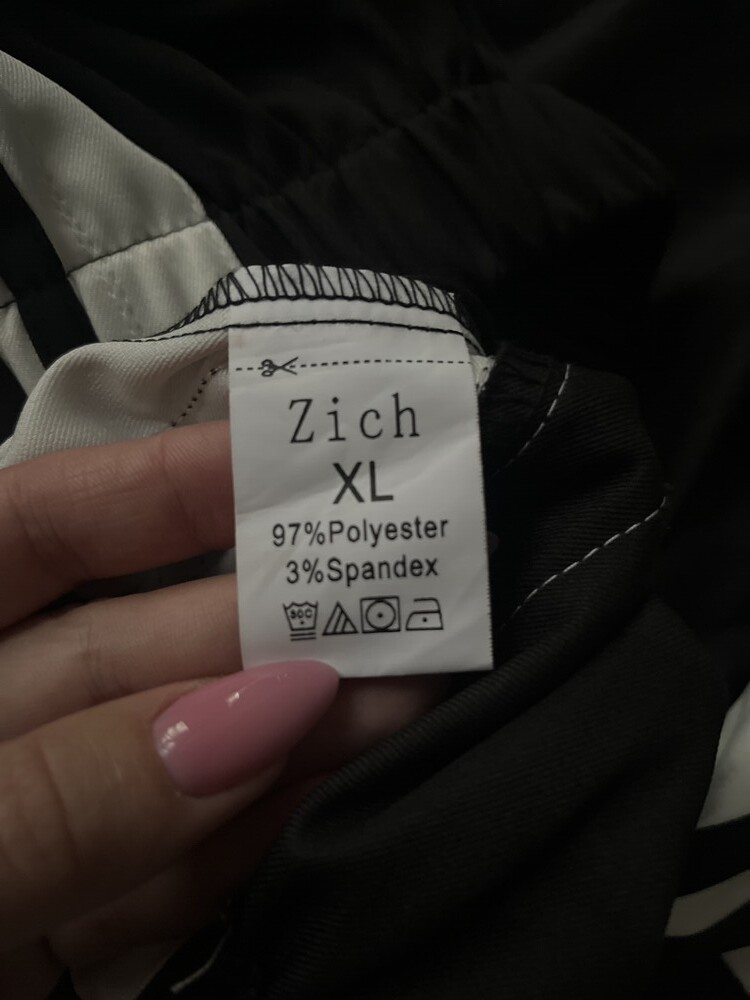 Zich
XL
97%Polyester
3%Spandex